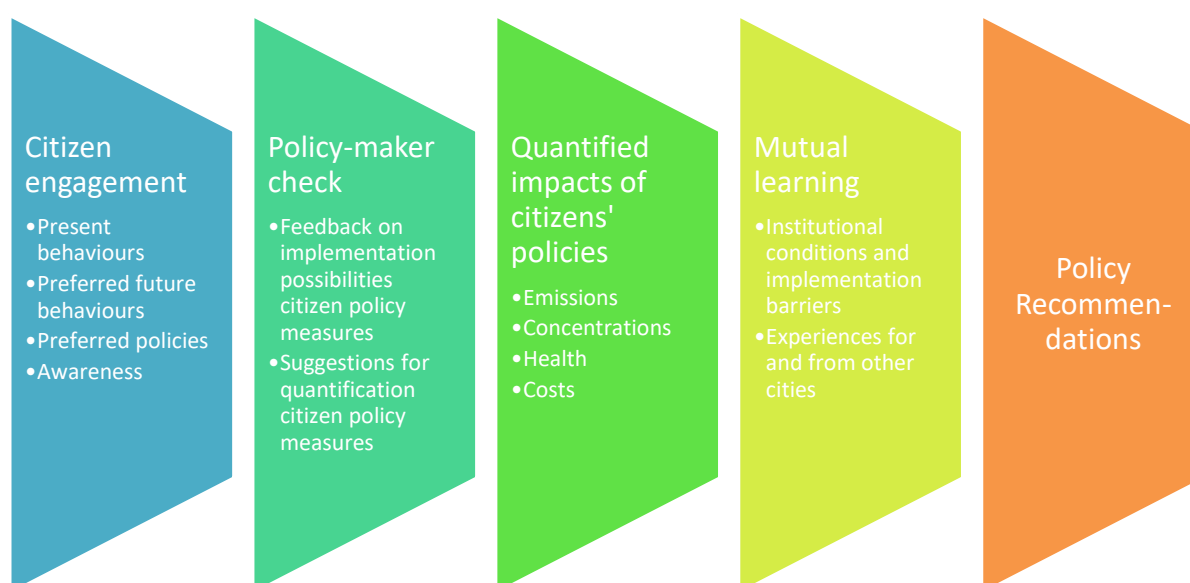 Citizen
engagement
•Present
behaviours
•Preferred future
behaviours
•Preferred policies
•Awareness
Policy-maker
check
•Feedback on
implementation
possibilities
citizen policy
measures
•Suggestions for
quantification
citizen policy
measures
Quantified
impacts of
citizens'
policies
•Emissions
•Concentrations
•Health
•Costs
Mutual
learning
•Institutional
conditions and
implementation
barriers
•Experiences for
and from other
cities
Policy
Recommen-
dations